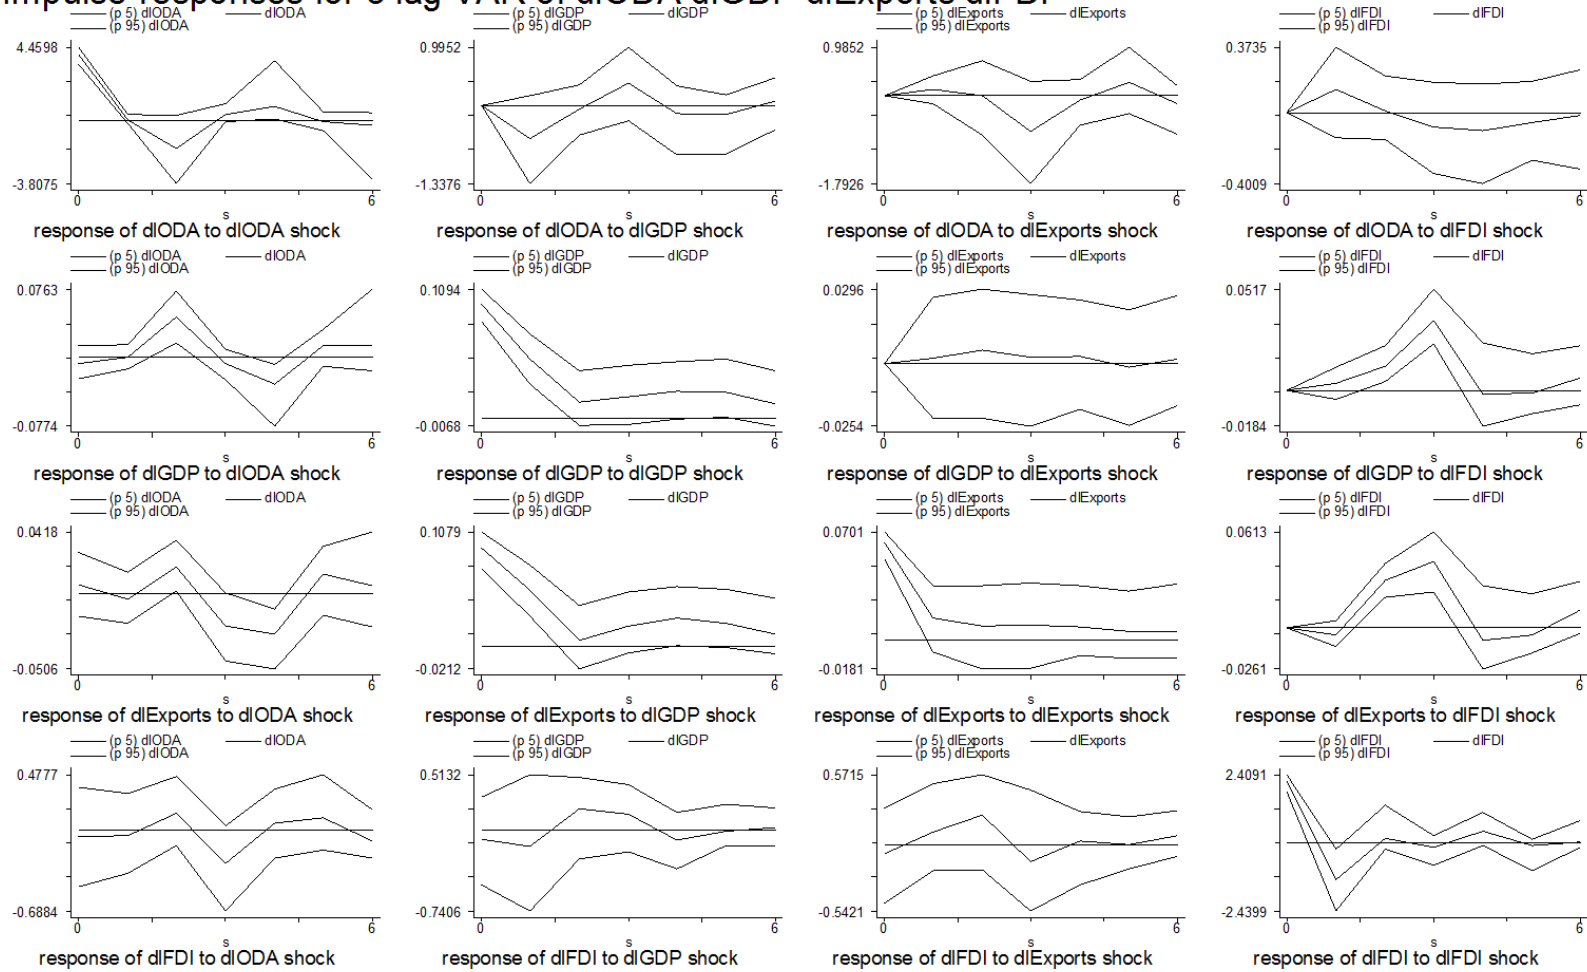 Impulse responses for lag VAR of dlODA dlGDP dlExports dlFDI
(p 5) dlODA dlODA
(p 95) dlODA
4.4598
-3.8075
0 6
s
response of dlODA to dlODA shock
(p 5) dlGDP dlGDP
(p 95) dlGDP
0.9952
-1.3376
0 6
s
response of dlODA to dlGDP shock
(p 5) dlExports dlExports
(p 95) dlExports
0.9852
-1.7926
0 6
s
response of dlODA to dlExports shock
(p 5) dlFDI dlFDI
(p 95) dlFDI
0.3735
-0.4009
0 6
s
response of dlODA to dlFDI shock
(p 5) dlODA dlODA
(p 95) dlODA
0.0763
-0.0774
0 6
s
response of dlGDP to dlODA shock
(p 5) dlGDP dlGDP
(p 95) dlGDP
0.1094
-0.0068
0 6
s
response of dlGDP to dlGDP shock
(p 5) dlExports dlExports
(p 95) dlExports
0.0296
-0.0254
0 6
s
response of dlGDP to dlExports shock
(p 5) dlFDI dlFDI
(p 95) dlFDI
0.0517
-0.0184
0 6
s
response of dlGDP to dlFDI shock
(p 5) dlODA dlODA
(p 95) dlODA
0.0418
-0.0506
0 6
s
response of dlExports to dlODA shock
(p 5) dlGDP dlGDP
(p 95) dlGDP
0.1079
-0.0212
0 6
s
response of dlExports to dlGDP shock
(p 5) dlExports dlExports
(p 95) dlExports
0.0701
-0.0181
0 6
s
response of dlExports to dlExports shock
(p 5) dlFDI dlFDI
(p 95) dlFDI
0.0613
-0.0261
0 6
s
response of dlExports to dlFDI shock
(p 5) dlODA dlODA
(p 95) dlODA
0.4777
-0.6884
0 6
s
response of dlFDI to dlODA shock
(p 5) dlGDP dlGDP
(p 95) dlGDP
0.5132
-0.7406
0 6
s
response of dlFDI to dlGDP shock
(p 5) dlExports dlExports
(p 95) dlExports
0.5715
-0.5421
0 6
s
response of dlFDI to dlExports shock
(p 5) dlFDI dlFDI
(p 95) dlFDI
2.4091
-2.4399
0 6
s
response of dlFDI to dlFDI shock